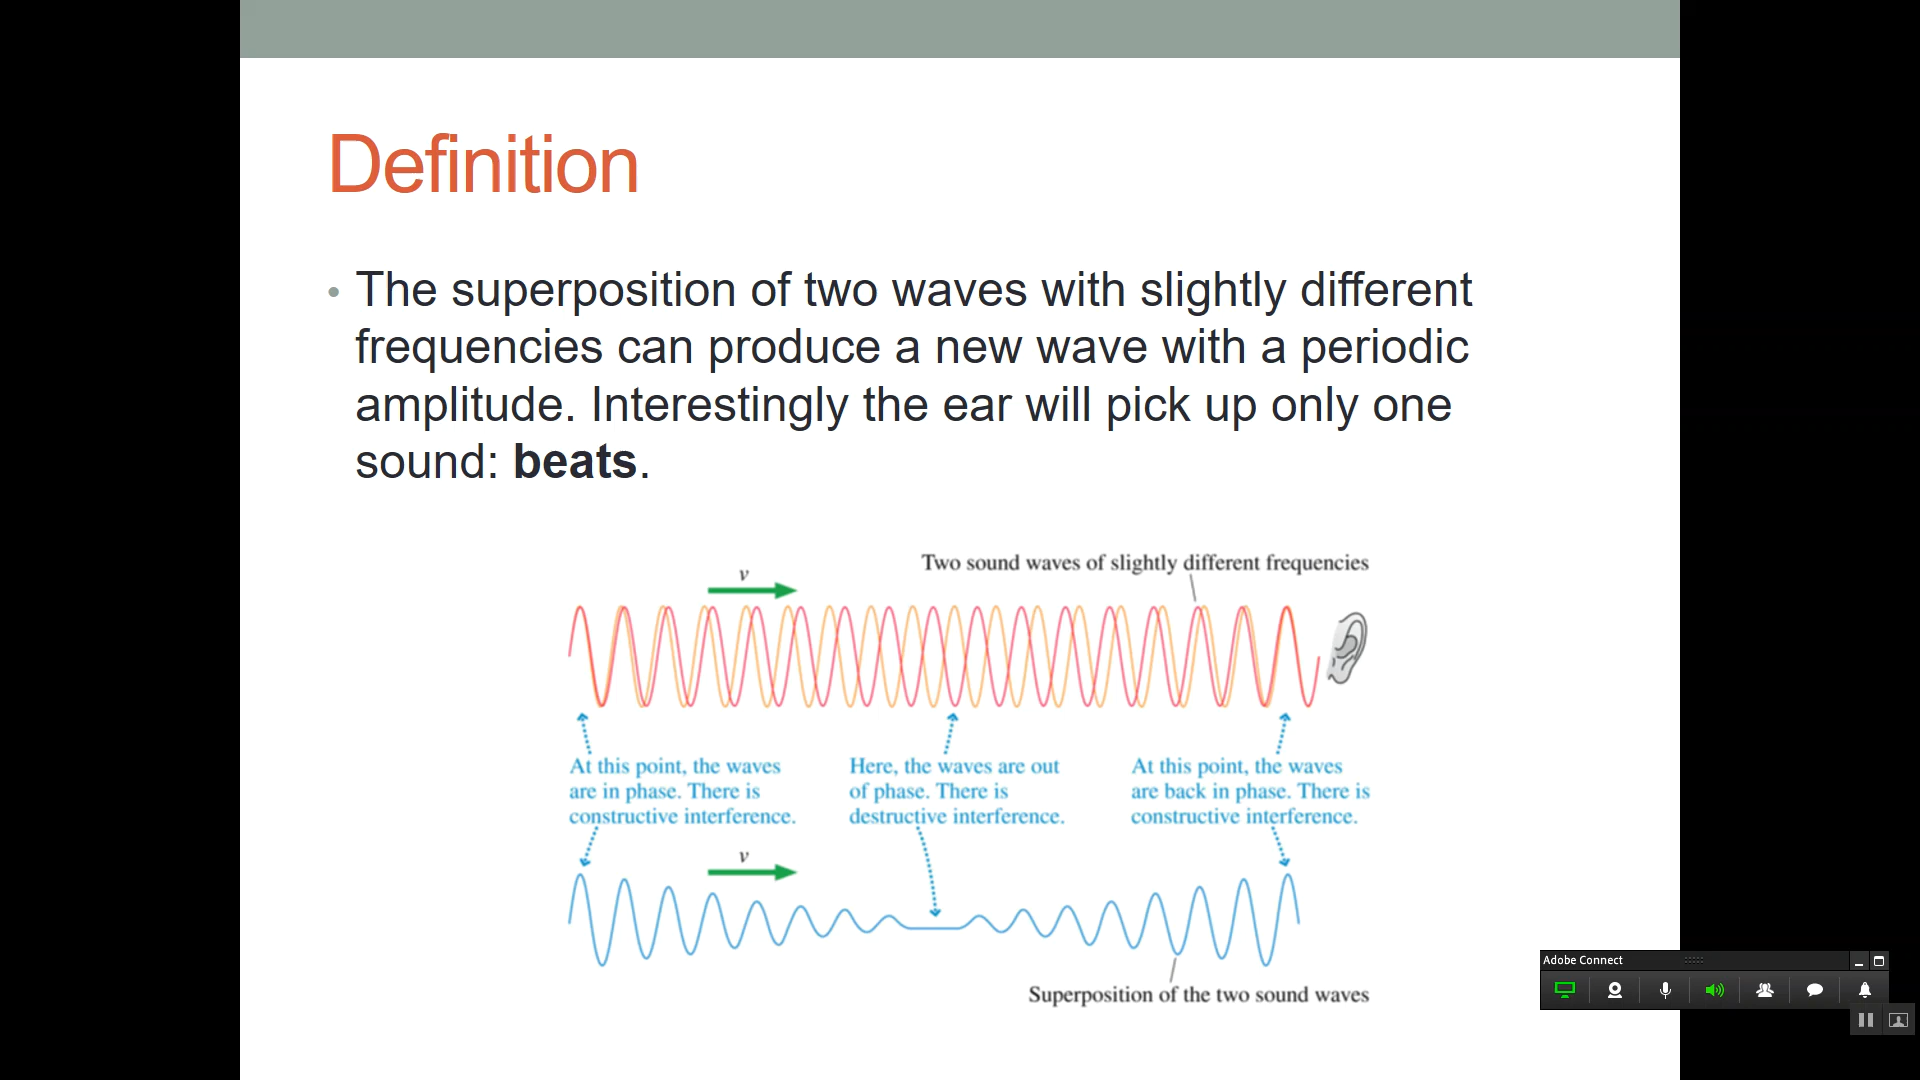 Definition
• The superposition of two waves with slightly different
frequencies can produce a new wave with a periodic
amplitude. Interestingly the ear will pick up only one
sound: beats.
Two sound waves of slightly different frequencies
v
At this point, the waves
are in phase. There is
constructive interference.
Here, the waves are out
of phase. There is
destructive interference.
At this point, the waves
are back in phase. There is
constructive interference.
v
Superposition of the two sound waves
Adobe Connect